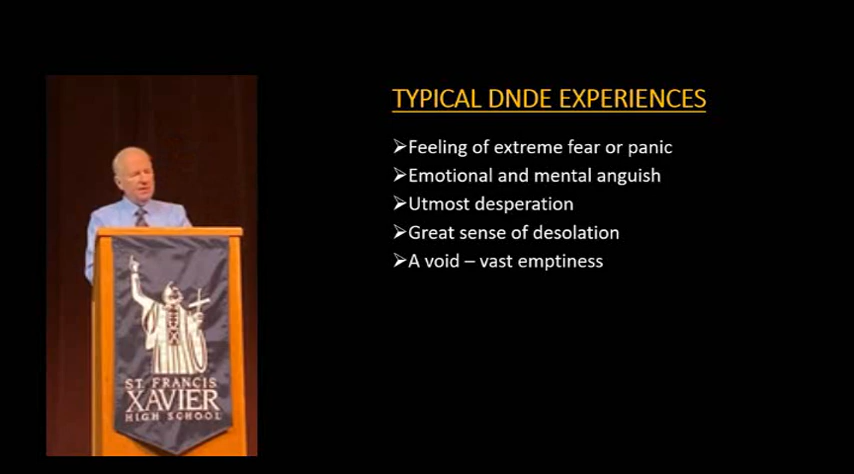 TYPICAL DNDE EXPERIENCES
➢Feeling of extreme fear or panic
➢Emotional and mental anguish
➢Utmost desperation
➢Great sense of desolation
➢A void – vast emptiness
ST. FRANCIS
XAVIER
HIGH SCHOOL